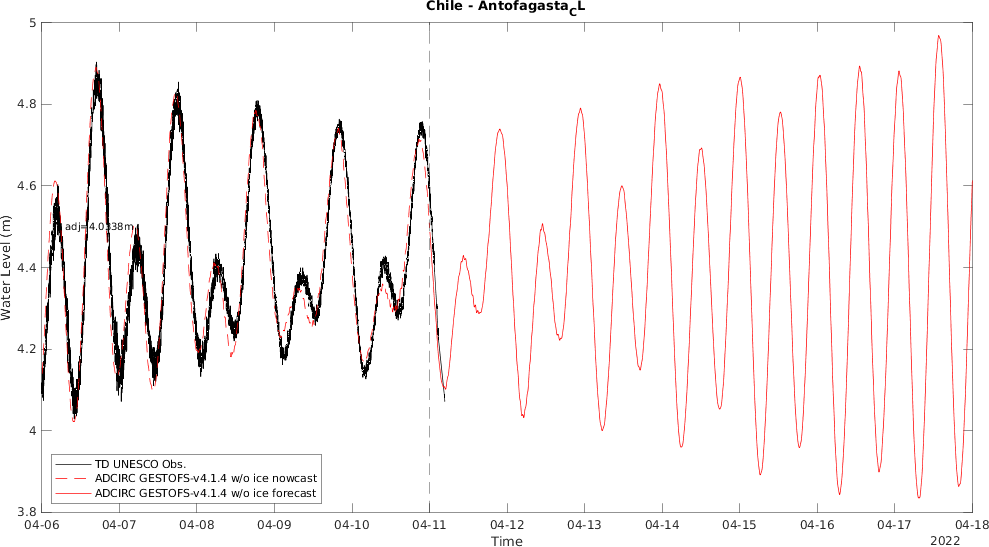 Chile - Antofagasta_CL
5
4.8
4.6
4.4
4.2
4
3.8
Water Level (m)
adj=4.0338m
TD UNESCO Obs.
ADCIRC GESTOFS-v4.1.4 w/o ice nowcast
ADCIRC GESTOFS-v4.1.4 w/o ice forecast
04-06 04-07 04-08 04-09 04-10 04-11 04-12 04-13 04-14 04-15 04-16 04-17 04-18
Time
2022